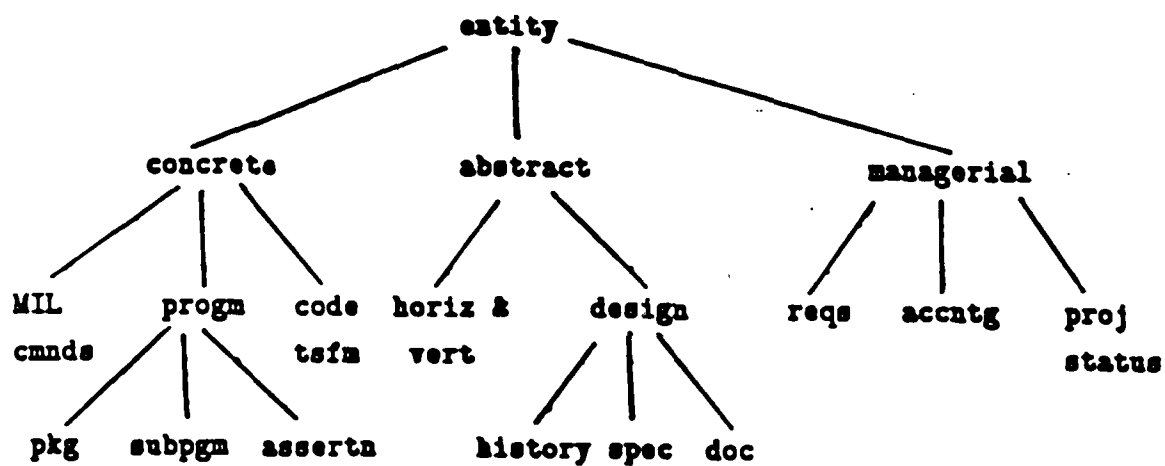 entity
concrete abstract managerial
MIL progm code horiz & design reqs accntg proj
cmnds tsfm vert status
pkg subpgm assertn history spec doc